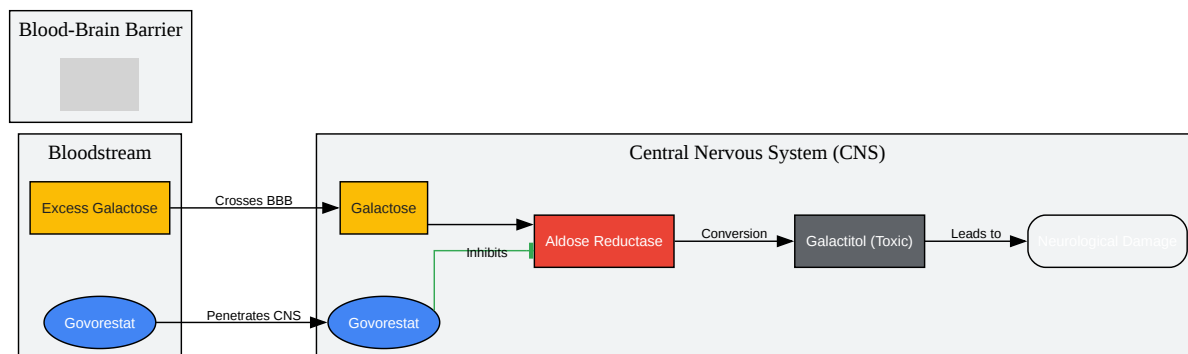 Blood-Brain Barrier
Bloodstream
Central Nervous System (CNS)
Excess Galactose
Crosses BBB
Galactose
Aldose Reductase
Conversion
Galactitol (Toxic)
Leads to
Neurological Damage
Inhibits
Govorestat
Penetrates CNS
Govorestat